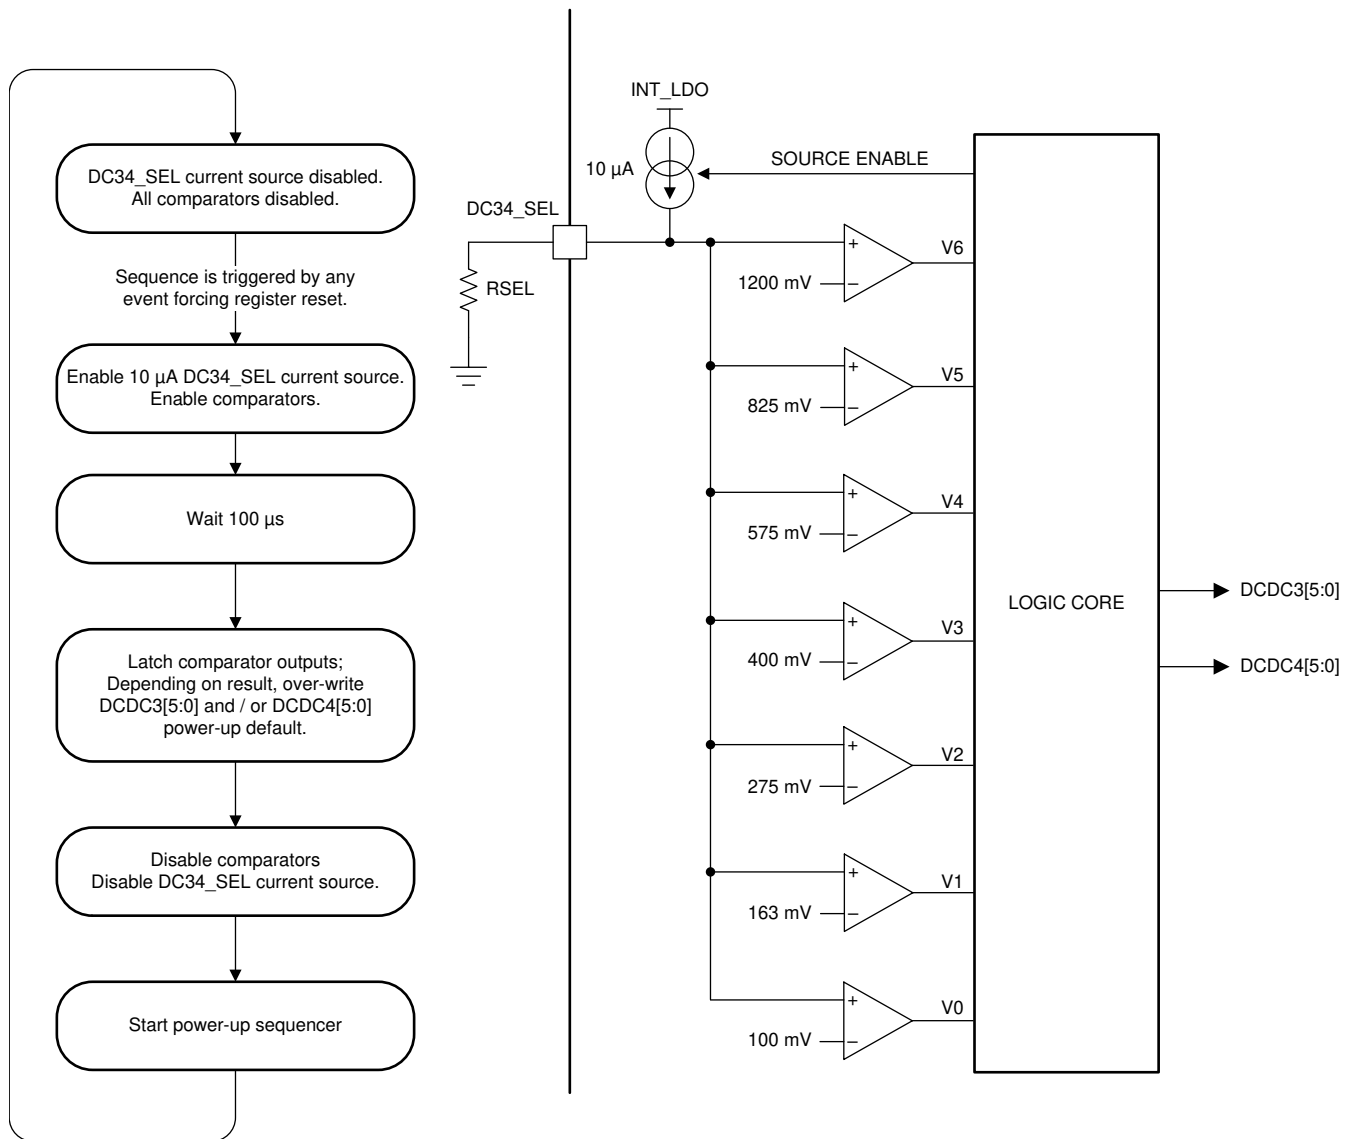 DC34_SEL current source disabled.
All comparators disabled.
Sequence is triggered by any
event forcing register reset.
Enable 10 µA DC34_SEL current source.
Enable comparators.
Wait 100 µs
Latch comparator outputs;
Depending on result, over-write
DCDC3[5:0] and / or DCDC4[5:0]
power-up default.
Disable comparators
Disable DC34_SEL current source.
Start power-up sequencer
INT_LDO
10 µA
SOURCE ENABLE
DC34_SEL
RSEL
+
V6
1200 mV
–
+
V5
825 mV
–
+
V4
575 mV
–
+
V3
400 mV
–
+
V2
275 mV
–
+
V1
163 mV
–
+
V0
100 mV
–
LOGIC CORE
DCDC3[5:0]
DCDC4[5:0]